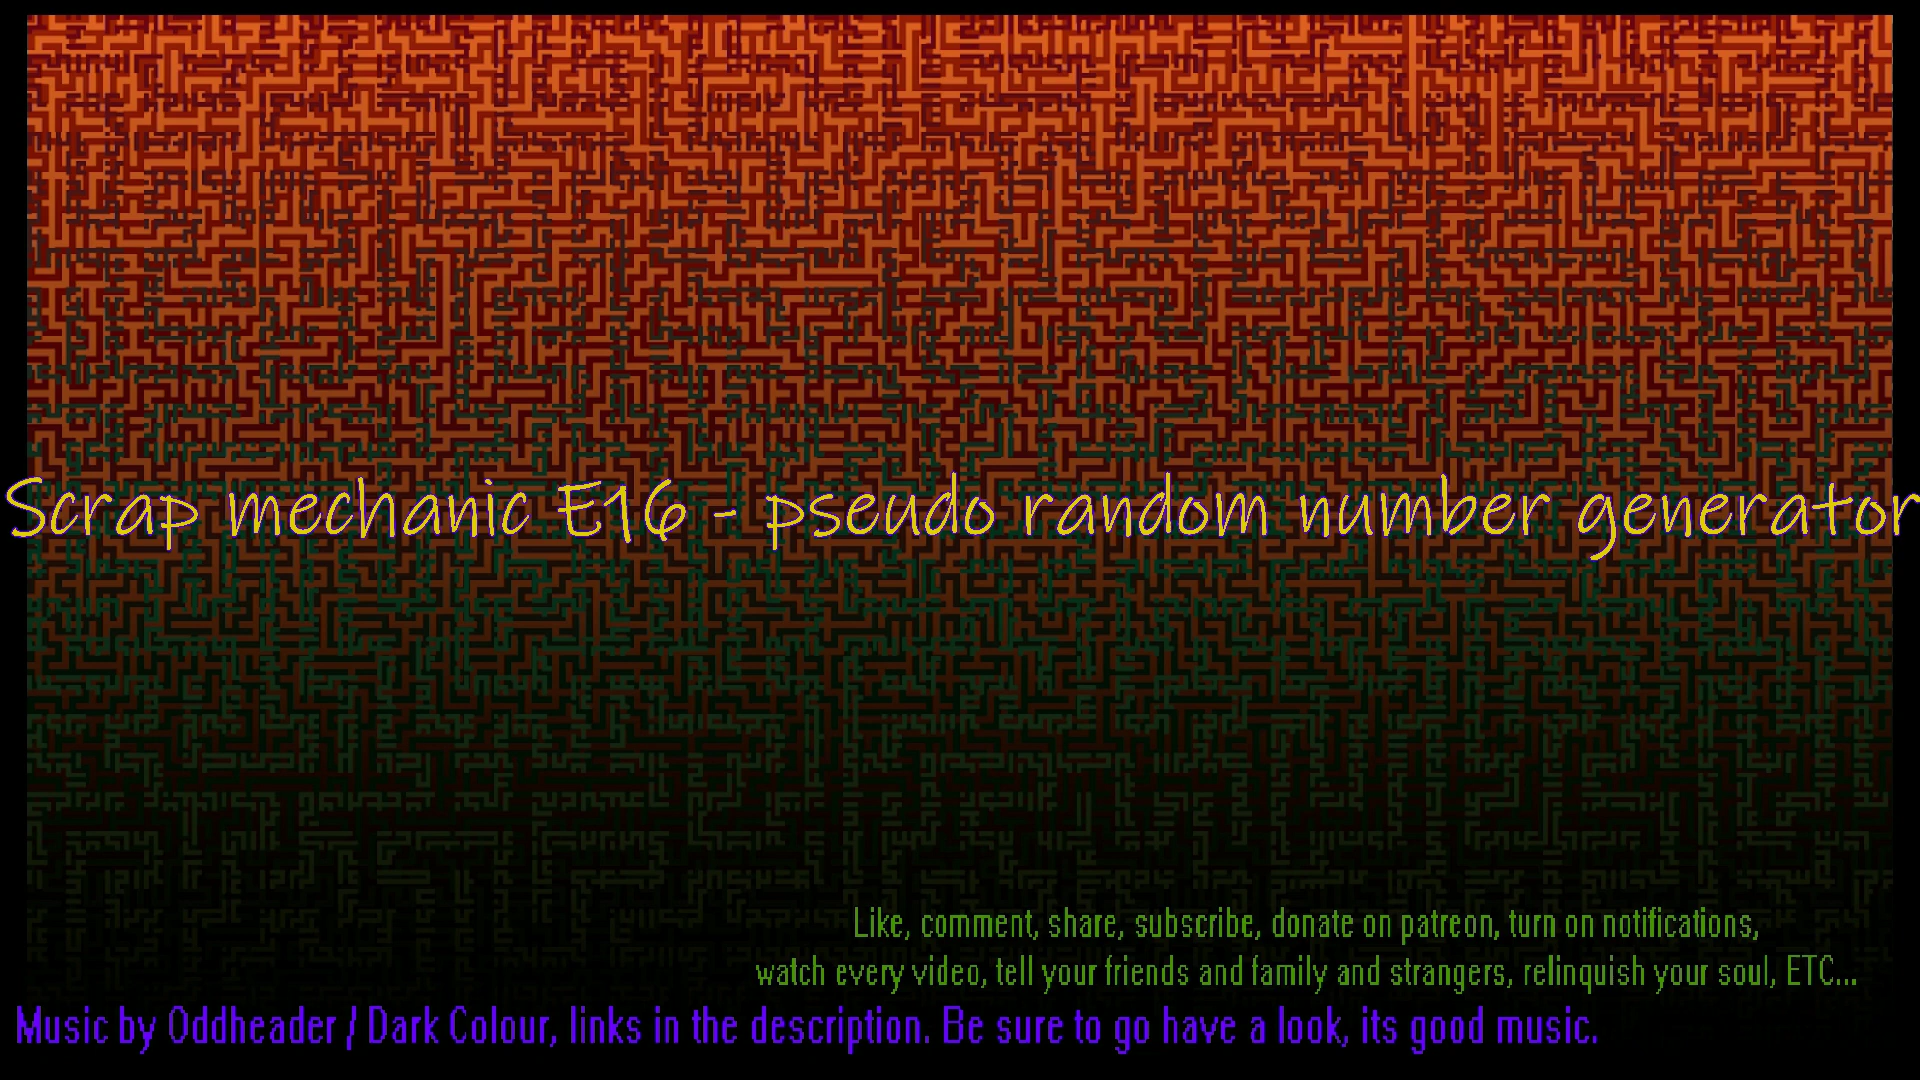 Scrap mechanic E16 - pseudo random number generator
Like, comment, share, subscribe, donate on patreon, turn on notifications,
watch every video, tell your friends and family and strangers, relinquish your soul, ETC...
Music by Oddheader / Dark Colour, links in the description. Be sure to go have a look, its good music.